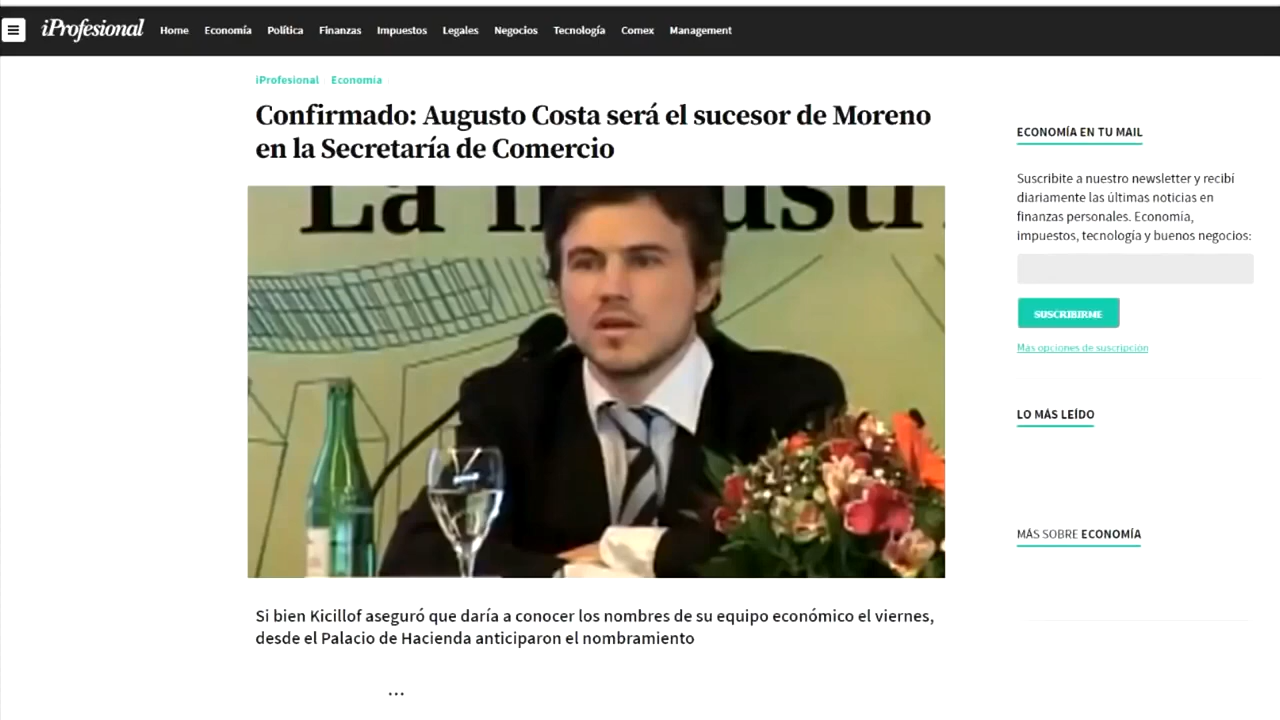 iProfesional Home Economía Política Finanzas Impuestos Legales Negocios Tecnología Comex Management
iProfesional Economía
Confirmado: Augusto Costa será el sucesor de Moreno
en la Secretaría de Comercio
La Industri
Si bien Kicillof aseguró que daría a conocer los nombres de su equipo económico el viernes,
desde el Palacio de Hacienda anticiparon el nombramiento
...
ECONOMÍA EN TU MAIL
Suscribite a nuestro newsletter y recibí
diariamente las últimas noticias en
finanzas personales. Economía,
impuestos, tecnología y buenos negocios:
SUSCRIBIRME
Más opciones de suscripción
LO MÁS LEÍDO
MÁS SOBRE ECONOMÍA